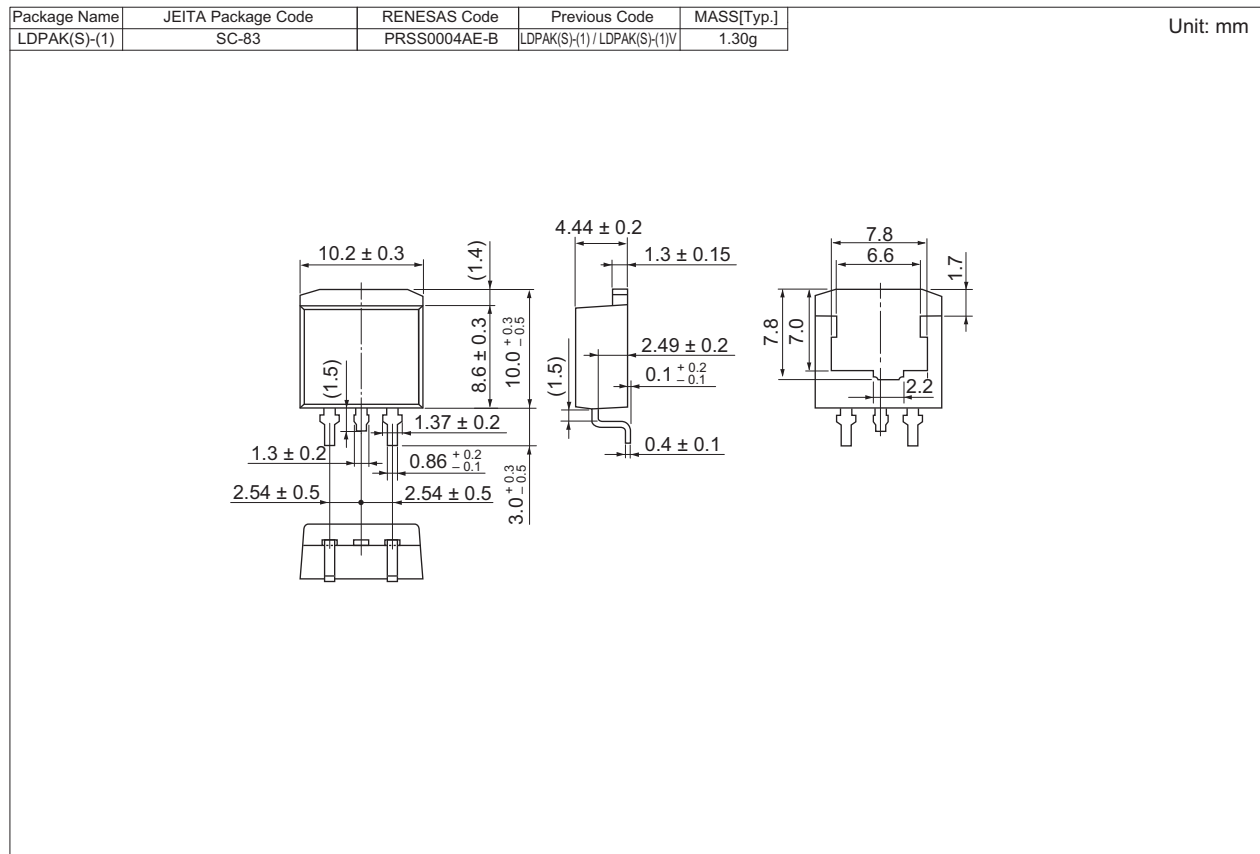 Package Name JEITA Package Code RENESAS Code Previous Code MASS[Typ.]
LDPAK(S)-(1) SC-83 PRSS0004AE-B LDPAK(S)-(1) / LDPAK(S)-(1)V 1.30g
Unit: mm
10.2 ± 0.3
(1.4)
8.6 ± 0.3
10.0 + 0.3 – 0.5
(1.5)
1.37 ± 0.2
1.3 ± 0.2
0.86 + 0.2 – 0.1
2.54 ± 0.5
2.54 ± 0.5
3.0 + 0.3 – 0.5
4.44 ± 0.2
1.3 ± 0.15
2.49 ± 0.2
(1.5)
0.1 + 0.2 – 0.1
0.4 ± 0.1
7.8
6.6
1.7
7.8
7.0
2.2